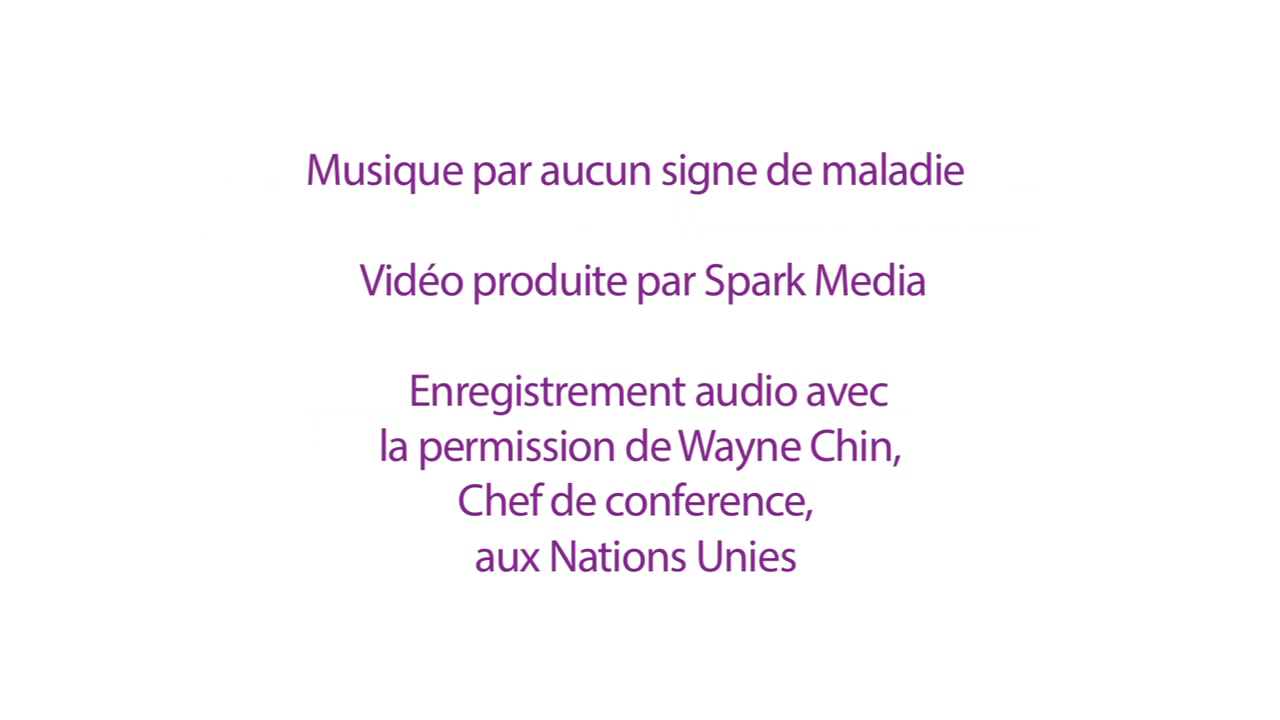 Musique par aucun signe de maladie
Vidéo produite par Spark Media
Enregistrement audio avec
la permission de Wayne Chin,
Chef de conference,
aux Nations Unies